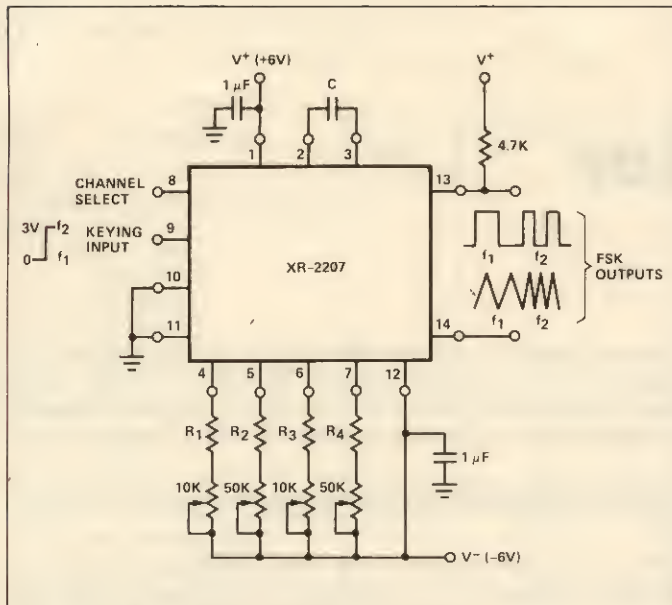 V+ (+6V)
V+
1 µF
C
4.7K
1
2
3
13
CHANNEL
SELECT
8
3V
f2
0
f1
KEYING
INPUT
9
XR-2207
f1
f2
FSK
OUTPUTS
10
f1
f2
11
14
4
5
6
7
12
R1
R2
R3
R4
1 µF
10K
50K
10K
50K
V− (−6V)